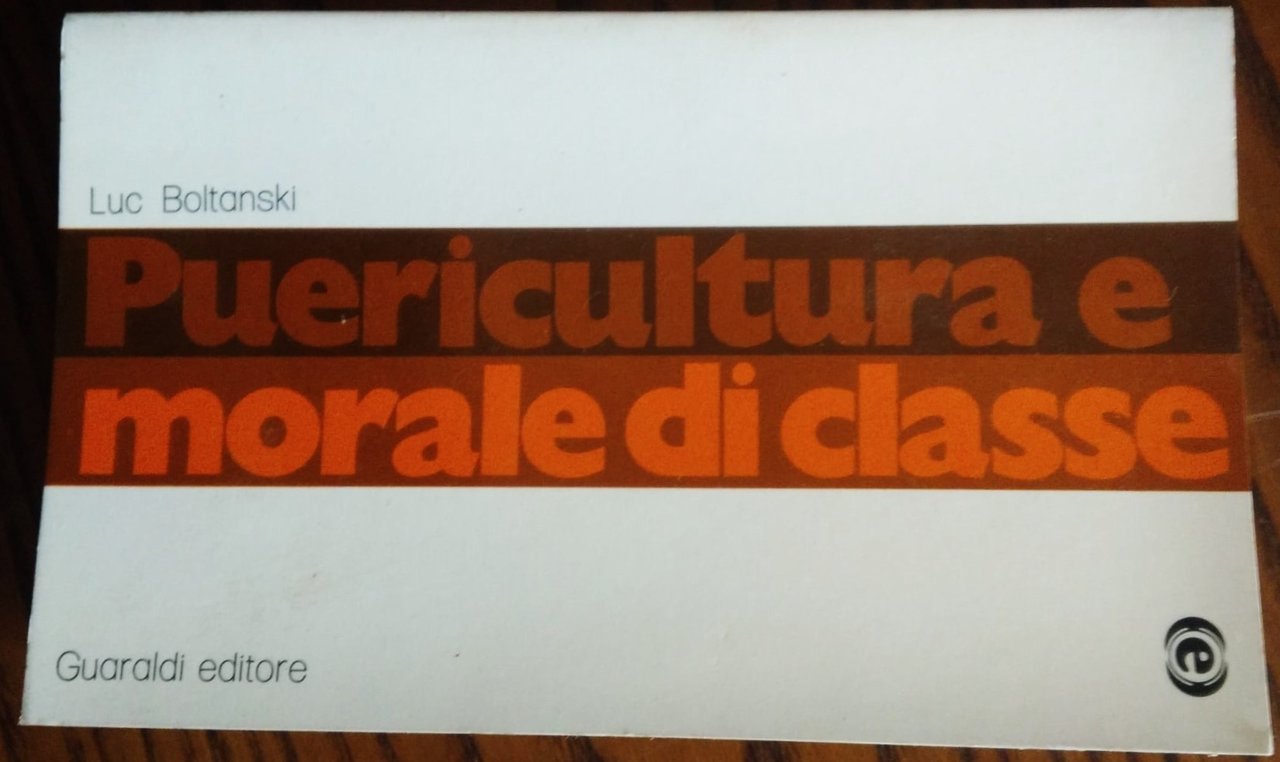 Luc Boltanski
Puericultura e
morale di classe
Guaraldi editore
e